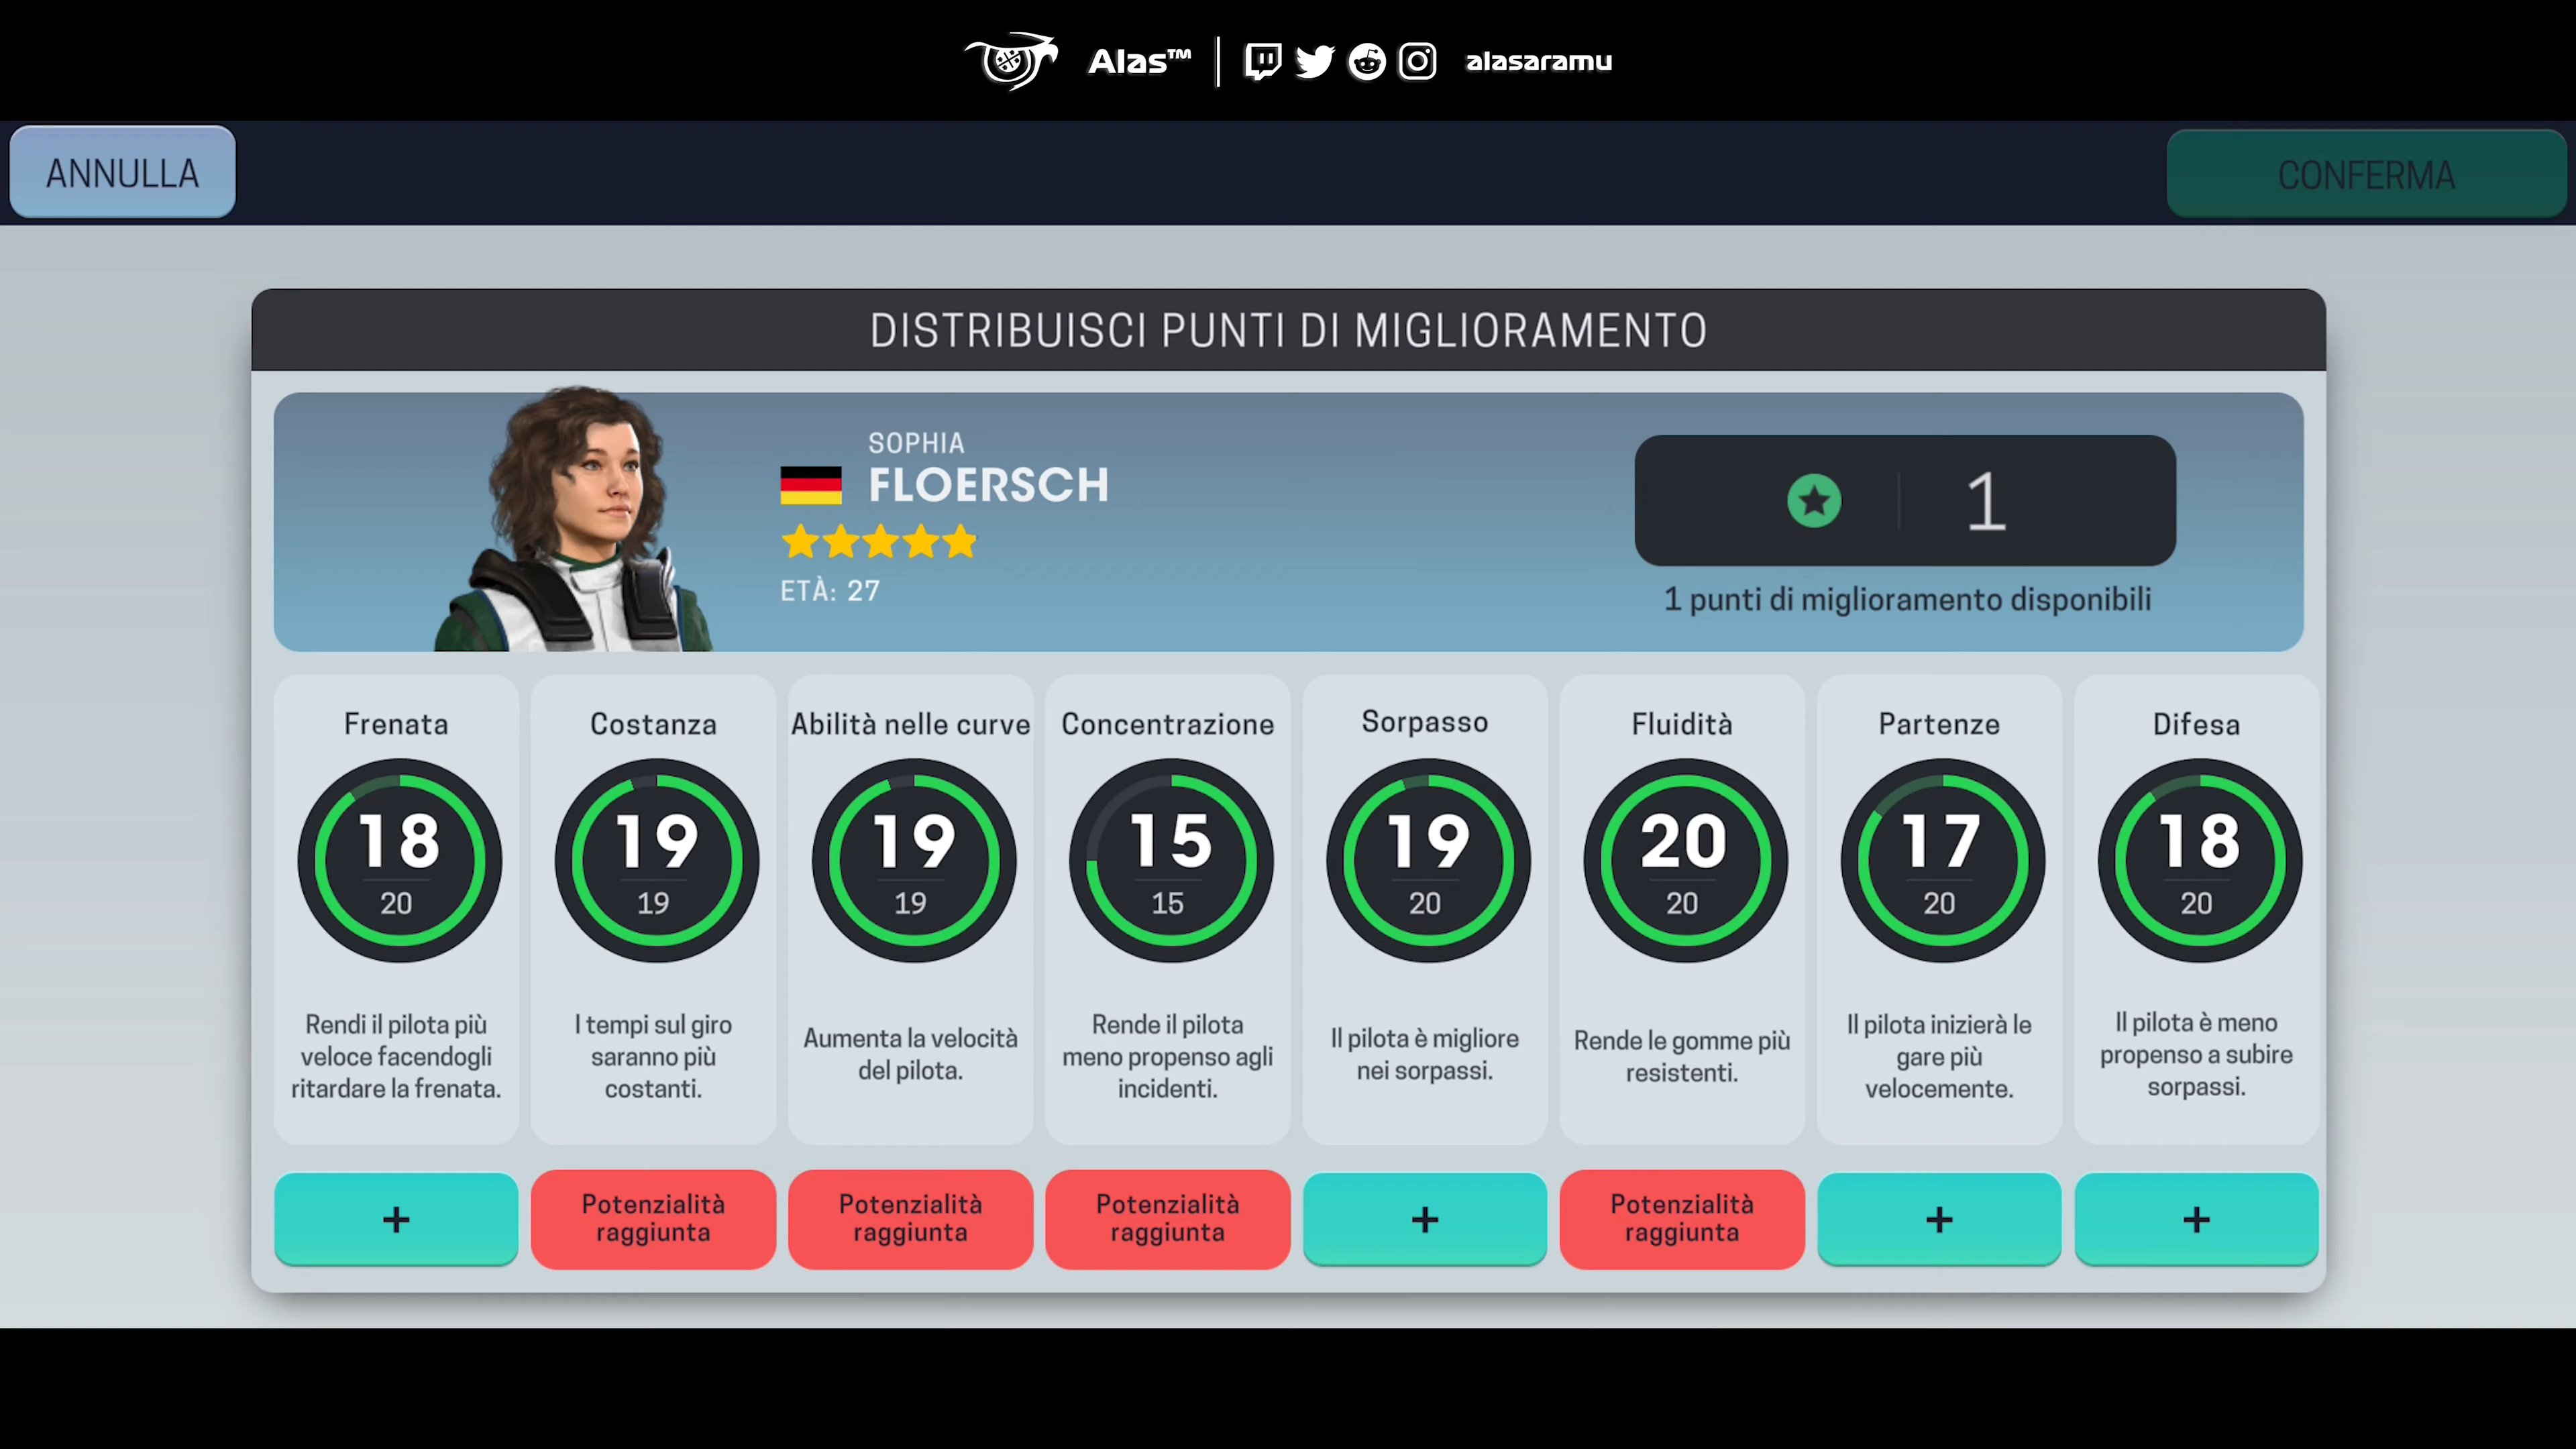 Alas™ alasaramu
ANNULLA
CONFERMA
DISTRIBUISCI PUNTI DI MIGLIORAMENTO
SOPHIA
FLOERSCH
ETÀ: 27
1
1 punti di miglioramento disponibili
Frenata
18
20
Rendi il pilota più
veloce facendogli
ritardare la frenata.
+
Costanza
19
19
I tempi sul giro
saranno più
costanti.
Potenzialità
raggiunta
Abilità nelle curve
19
19
Aumenta la velocità
del pilota.
Potenzialità
raggiunta
Concentrazione
15
15
Rende il pilota
meno propenso agli
incidenti.
Potenzialità
raggiunta
Sorpasso
19
20
Il pilota è migliore
nei sorpassi.
+
Fluidità
20
20
Rende le gomme più
resistenti.
Potenzialità
raggiunta
Partenze
17
20
Il pilota inizierà le
gare più
velocemente.
+
Difesa
18
20
Il pilota è meno
propenso a subire
sorpassi.
+